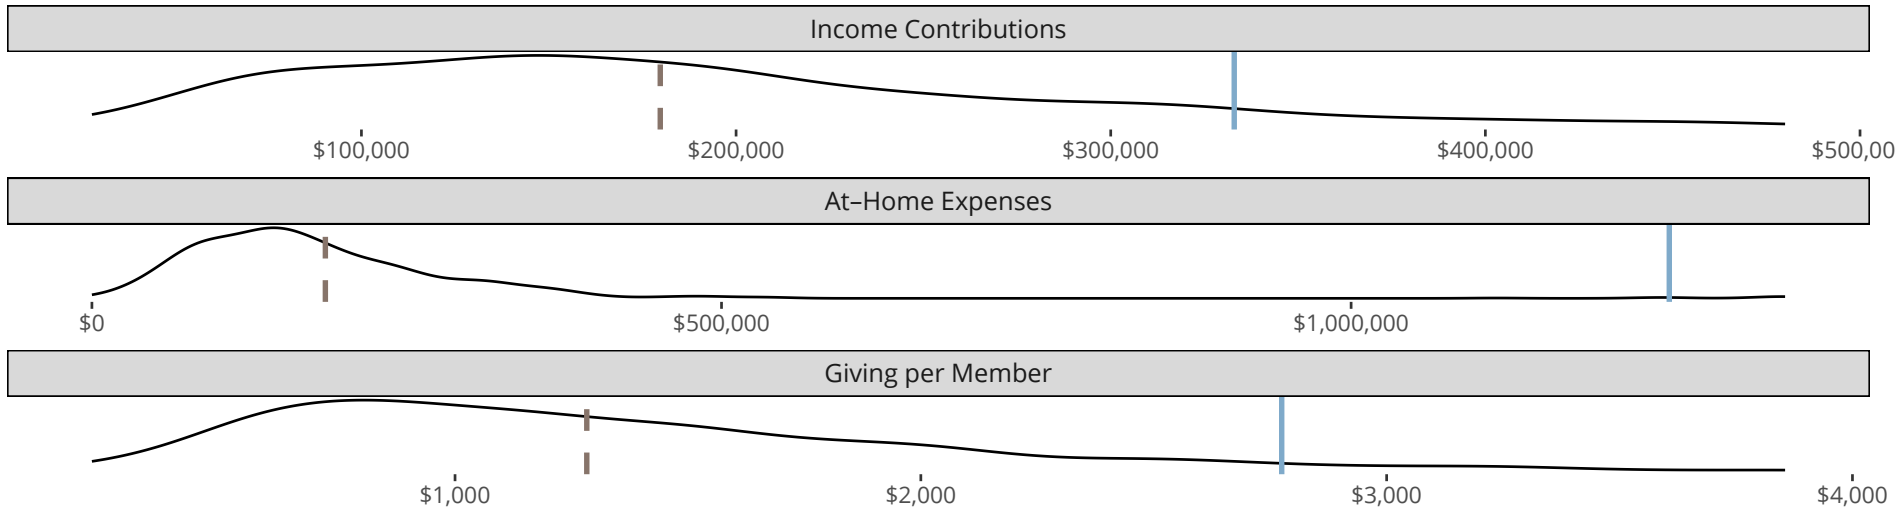 Income Contributions
$100,000 $200,000 $300,000 $400,000 $500,00
At–Home Expenses
$0 $500,000 $1,000,000
Giving per Member
$1,000 $2,000 $3,000 $4,000